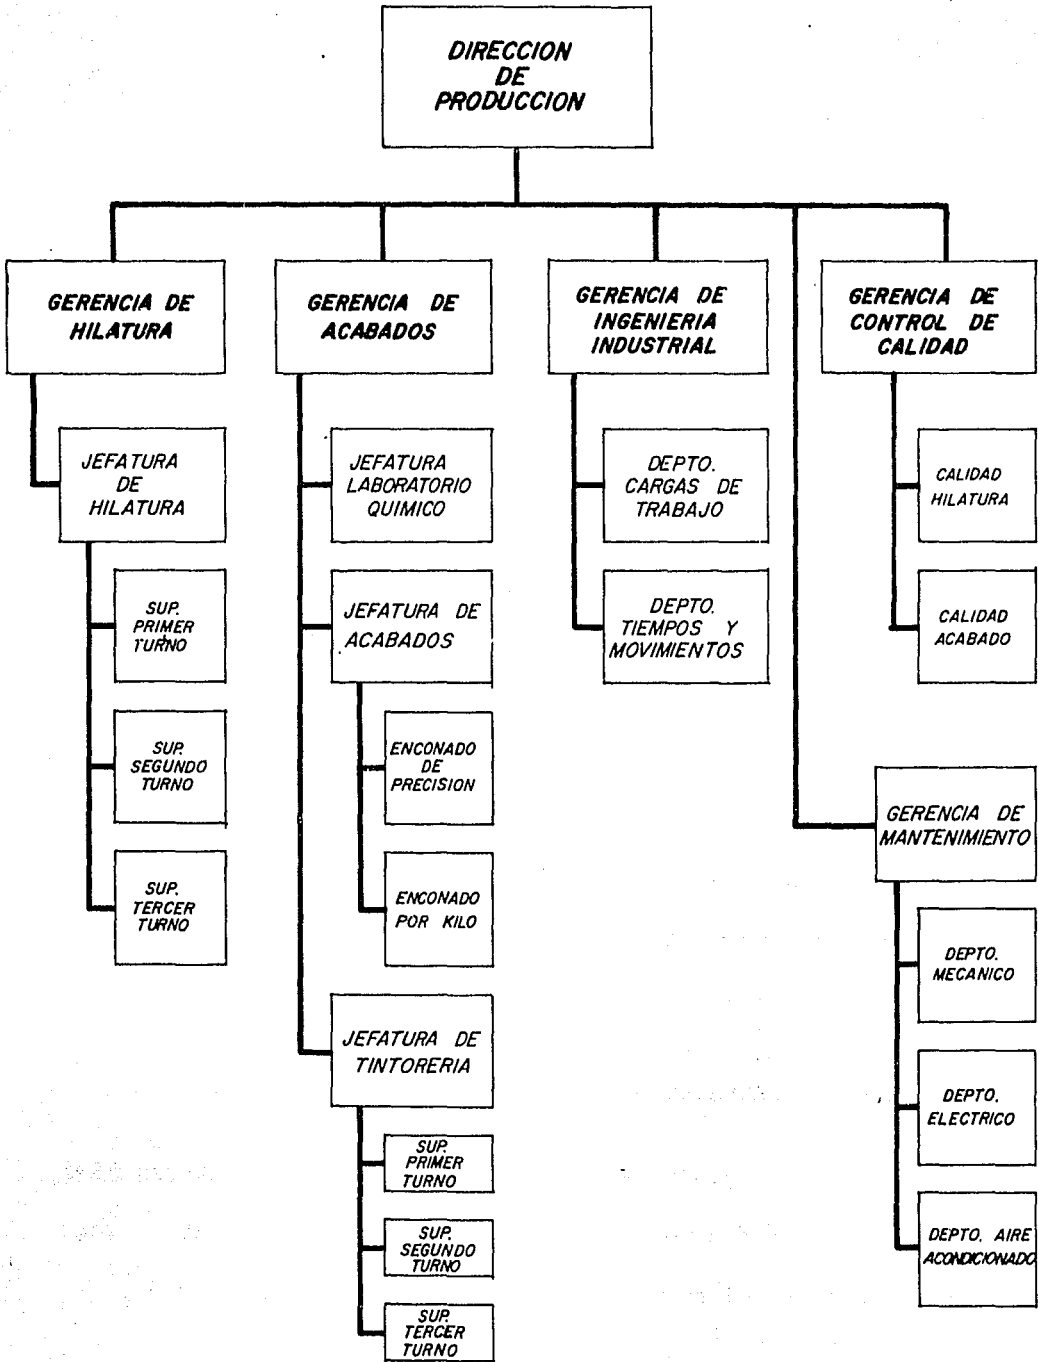 DIRECCION
DE
PRODUCCION
GERENCIA DE
HILATURA
JEFATURA
DE
HILATURA
SUP.
PRIMER
TURNO
SUP.
SEGUNDO
TURNO
SUP.
TERCER
TURNO
GERENCIA DE
ACABADOS
JEFATURA
LABORATORIO
QUIMICO
JEFATURA DE
ACABADOS
ENCONADO
DE
PRECISION
ENCONADO
POR KILO
JEFATURA DE
TINTORERIA
SUP.
PRIMER
TURNO
SUP.
SEGUNDO
TURNO
SUP.
TERCER
TURNO
GERENCIA DE
INGENIERIA
INDUSTRIAL
DEPTO.
CARGAS DE
TRABAJO
DEPTO.
TIEMPOS Y
MOVIMIENTOS
GERENCIA DE
CONTROL DE
CALIDAD
CALIDAD
HILATURA
CALIDAD
ACABADO
GERENCIA DE
MANTENIMIENTO
DEPTO.
MECANICO
DEPTO.
ELECTRICO
DEPTO. AIRE
ACONDICIONADO